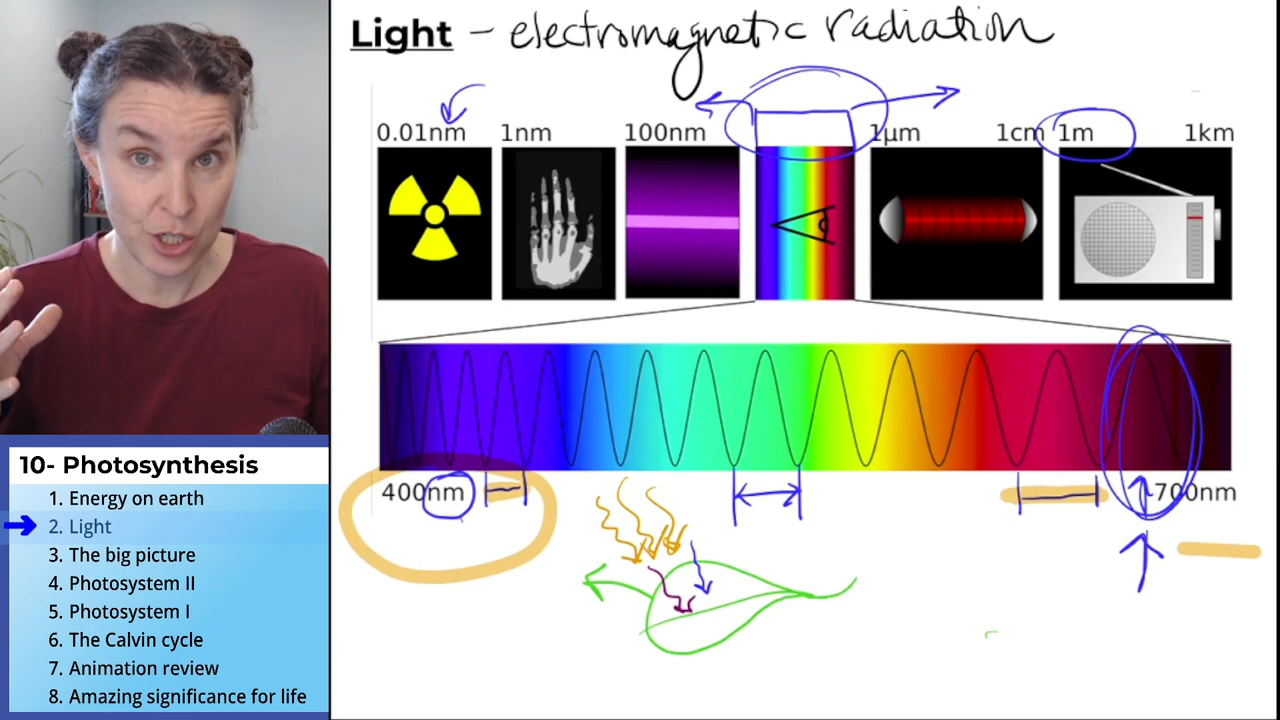 Light - electromagnetic radiation
0.01nm 1nm 100nm 1µm 1cm 1m 1km
400nm 700nm
10- Photosynthesis
1. Energy on earth
2. Light
3. The big picture
4. Photosystem II
5. Photosystem I
6. The Calvin cycle
7. Animation review
8. Amazing significance for life